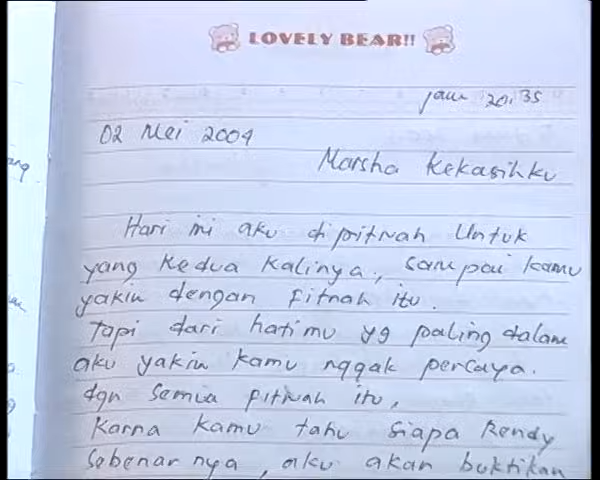 LOVELY BEAR!!
jam 20.35
02 Mei 2004
Marsha Kekasihku
Hari ini aku dipitnah Untuk
yang Kedua Kalinya, sampai kamu
yakin dengan fitnah itu.
Tapi dari hatimu yg paling dalam
aku yakin kamu nggak percaya.
dgn semua fitnah itu,
Karna kamu tahu siapa Rendy
Sebenarnya, aku akan buktikan